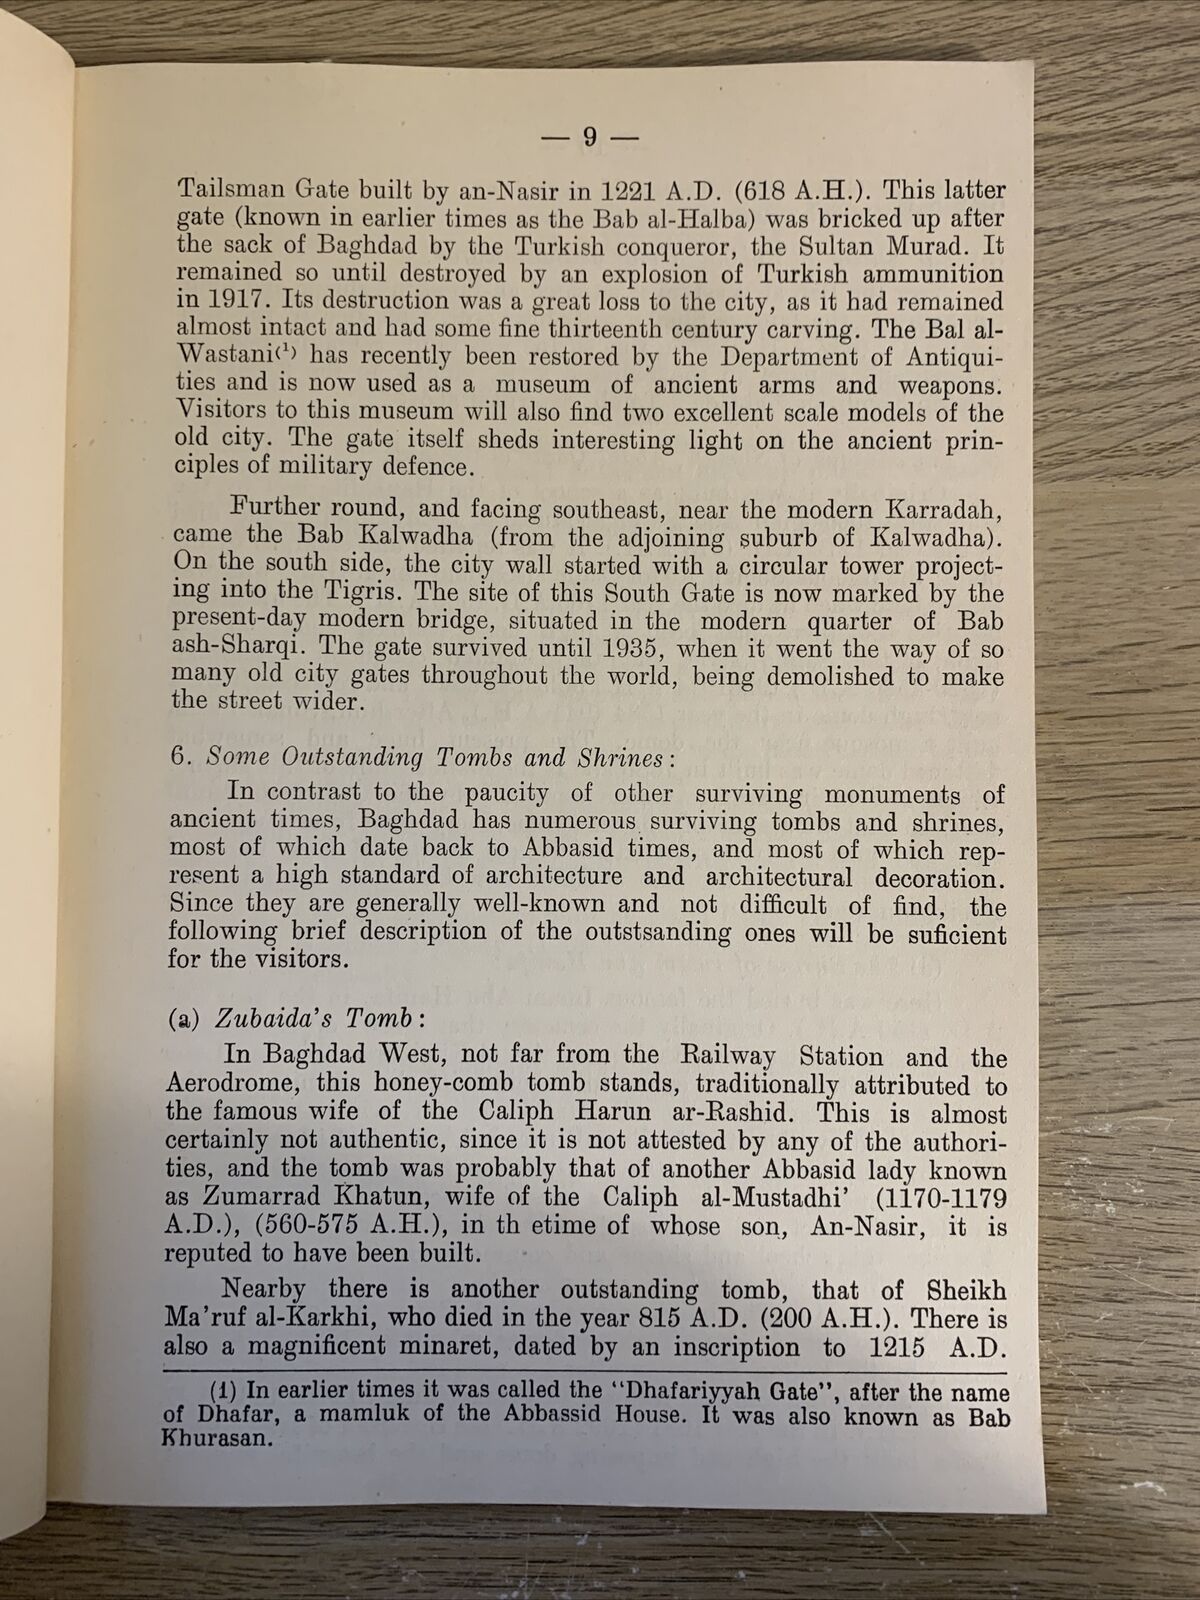 — 9 —
Tailsman Gate built by an-Nasir in 1221 A.D. (618 A.H.). This latter
gate (known in earlier times as the Bab al-Halba) was bricked up after
the sack of Baghdad by the Turkish conqueror, the Sultan Murad. It
remained so until destroyed by an explosion of Turkish ammunition
in 1917. Its destruction was a great loss to the city, as it had remained
almost intact and had some fine thirteenth century carving. The Bal al-
Wastani(¹) has recently been restored by the Department of Antiqui-
ties and is now used as a museum of ancient arms and weapons.
Visitors to this museum will also find two excellent scale models of the
old city. The gate itself sheds interesting light on the ancient prin-
ciples of military defence.
Further round, and facing southeast, near the modern Karradah,
came the Bab Kalwadha (from the adjoining suburb of Kalwadha).
On the south side, the city wall started with a circular tower project-
ing into the Tigris. The site of this South Gate is now marked by the
present-day modern bridge, situated in the modern quarter of Bab
ash-Sharqi. The gate survived until 1935, when it went the way of so
many old city gates throughout the world, being demolished to make
the street wider.
6. Some Outstanding Tombs and Shrines :
In contrast to the paucity of other surviving monuments of
ancient times, Baghdad has numerous surviving tombs and shrines,
most of which date back to Abbasid times, and most of which rep-
resent a high standard of architecture and architectural decoration.
Since they are generally well-known and not difficult of find, the
following brief description of the outstsanding ones will be suficient
for the visitors.
(a) Zubaida's Tomb :
In Baghdad West, not far from the Railway Station and the
Aerodrome, this honey-comb tomb stands, traditionally attributed to
the famous wife of the Caliph Harun ar-Rashid. This is almost
certainly not authentic, since it is not attested by any of the authori-
ties, and the tomb was probably that of another Abbasid lady known
as Zumarrad Khatun, wife of the Caliph al-Mustadhi' (1170-1179
A.D.), (560-575 A.H.), in th etime of whose son, An-Nasir, it is
reputed to have been built.
Nearby there is another outstanding tomb, that of Sheikh
Ma'ruf al-Karkhi, who died in the year 815 A.D. (200 A.H.). There is
also a magnificent minaret, dated by an inscription to 1215 A.D.
(1) In earlier times it was called the "Dhafariyyah Gate", after the name
of Dhafar, a mamluk of the Abbassid House. It was also known as Bab
Khurasan.